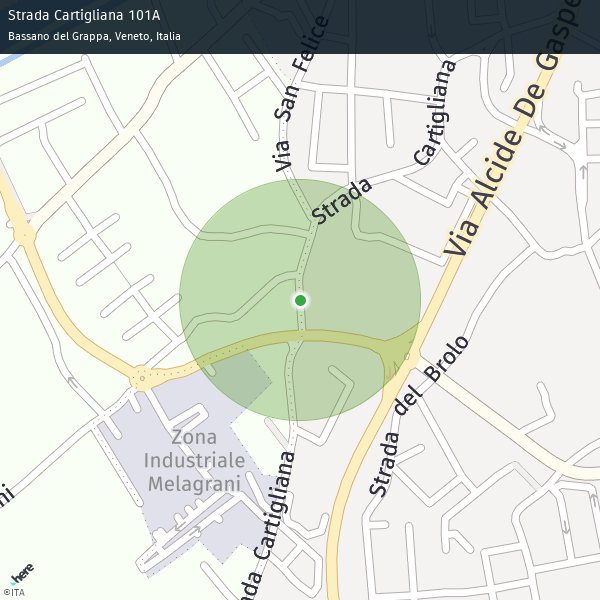 Strada Cartigliana 101A
Bassano del Grappa, Veneto, Italia
Via San Felice
Cartigliana
Strada
Via Alcide De Gaspe
Strada del Brolo
Zona
Industriale
Melagrani
ada Cartigliana
ni
here
©ITA